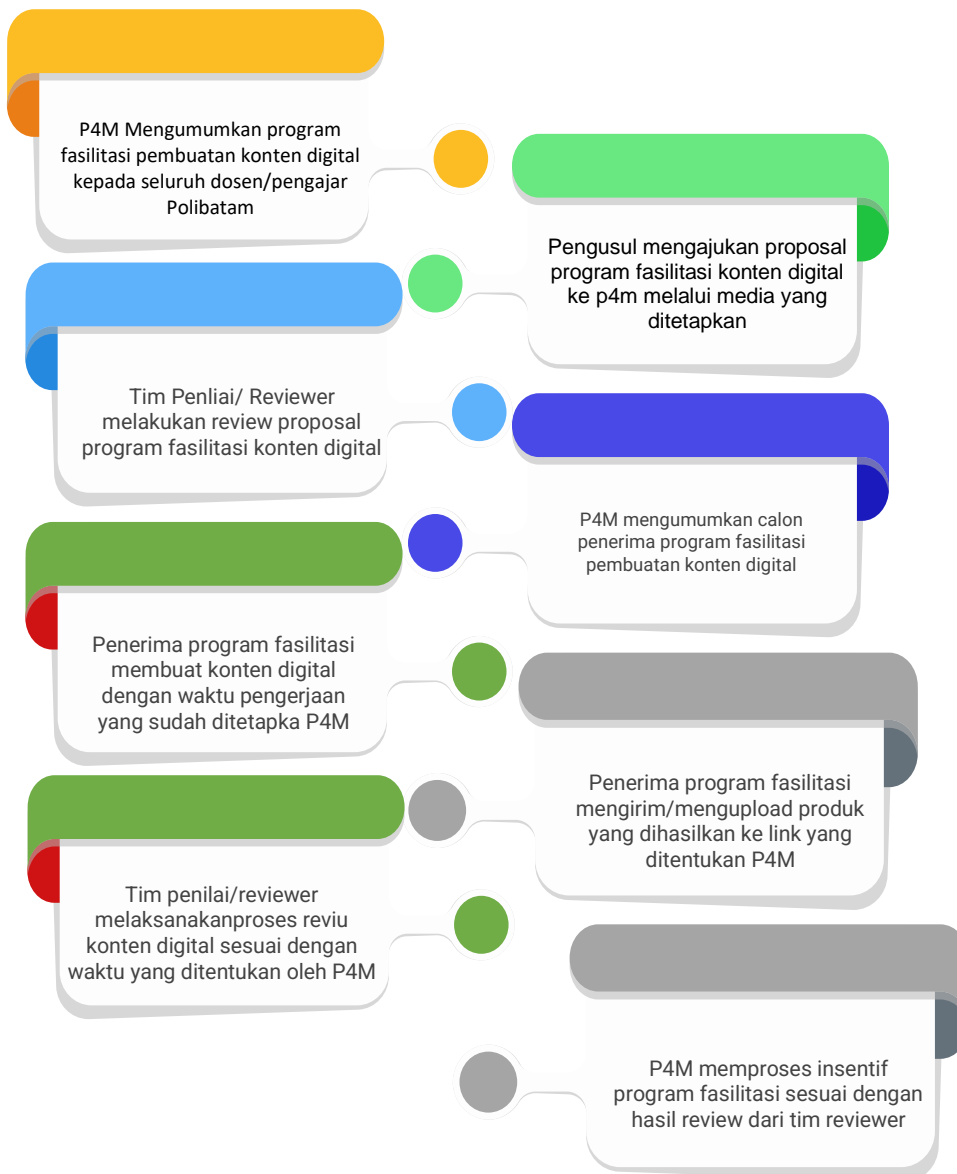 P4M Mengumumkan program
fasilitasi pembuatan konten digital
kepada seluruh dosen/pengajar
Polibatam
Pengusul mengajukan proposal
program fasilitasi konten digital
ke p4m melalui media yang
ditetapkan
Tim Penliai/ Reviewer
melakukan review proposal
program fasilitasi konten digital
P4M mengumumkan calon
penerima program fasilitasi
pembuatan konten digital
Penerima program fasilitasi
membuat konten digital
dengan waktu pengerjaan
yang sudah ditetapka P4M
Penerima program fasilitasi
mengirim/mengupload produk
yang dihasilkan ke link yang
ditentukan P4M
Tim penilai/reviewer
melaksanakanproses reviu
konten digital sesuai dengan
waktu yang ditentukan oleh P4M
P4M memproses insentif
program fasilitasi sesuai dengan
hasil review dari tim reviewer